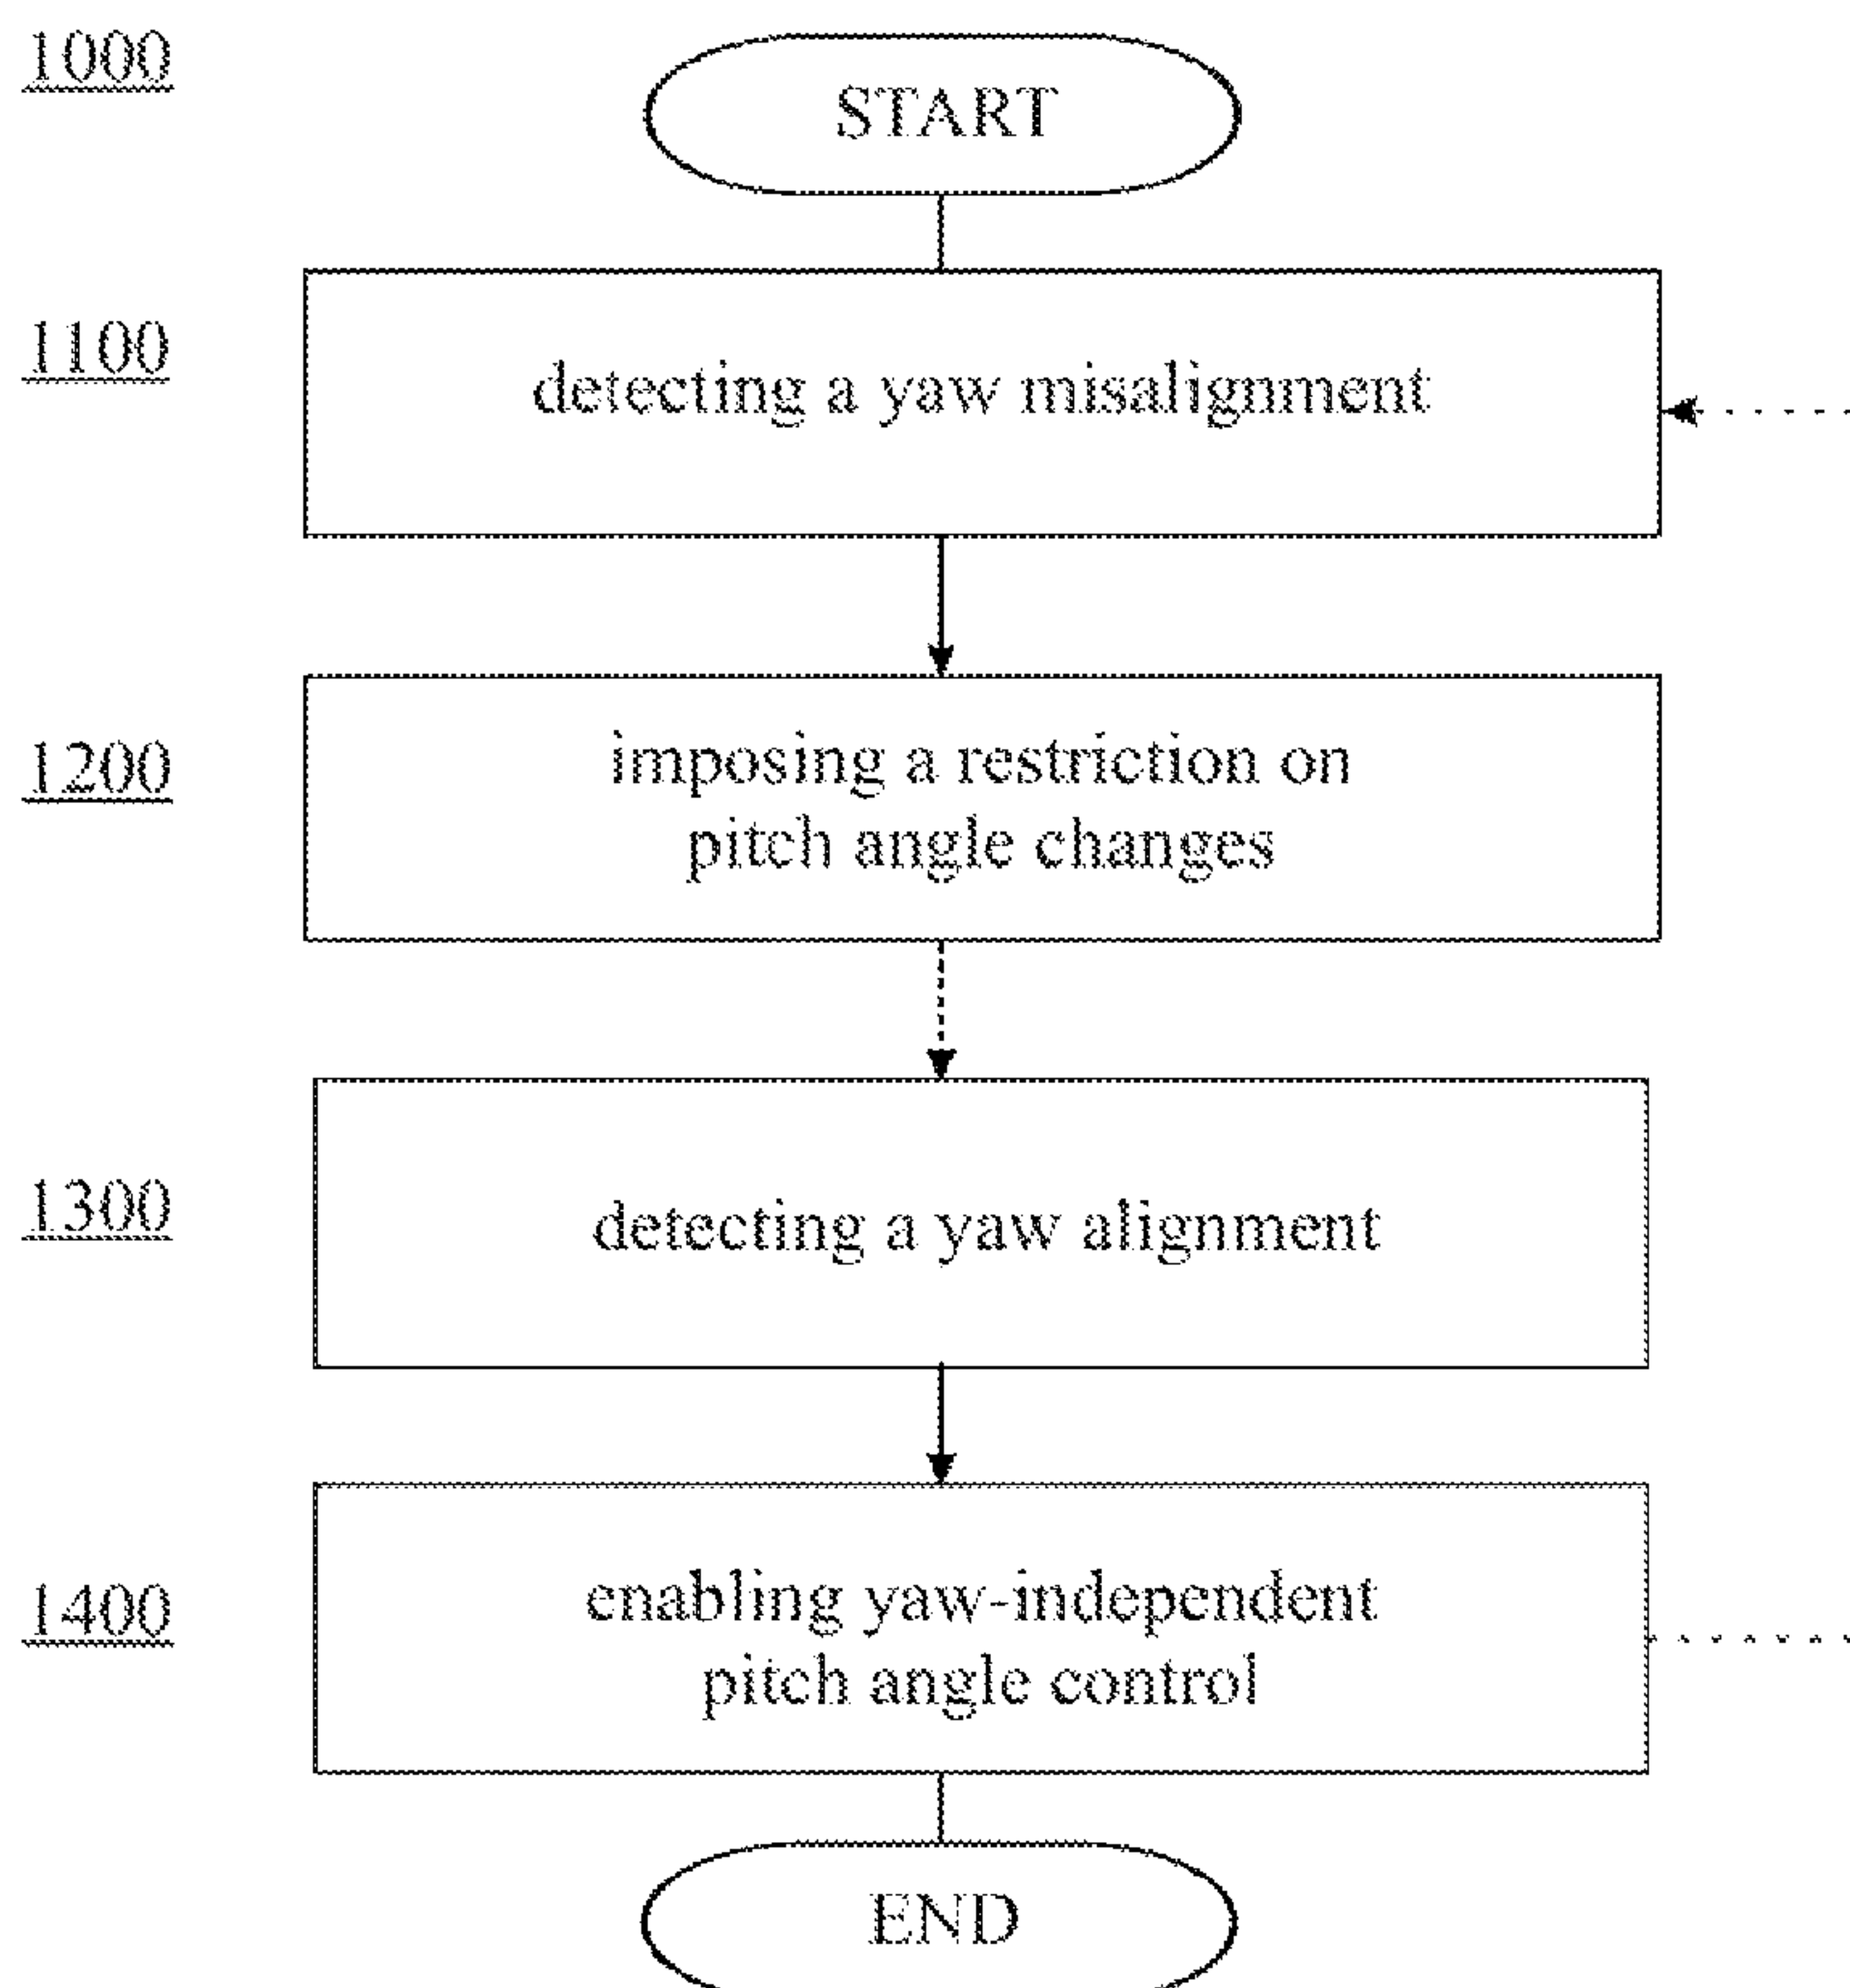 1000
START
1100
detecting a yaw misalignment
1200
imposing a restriction on
pitch angle changes
1300
detecting a yaw alignment
1400
enabling yaw-independent
pitch angle control
END